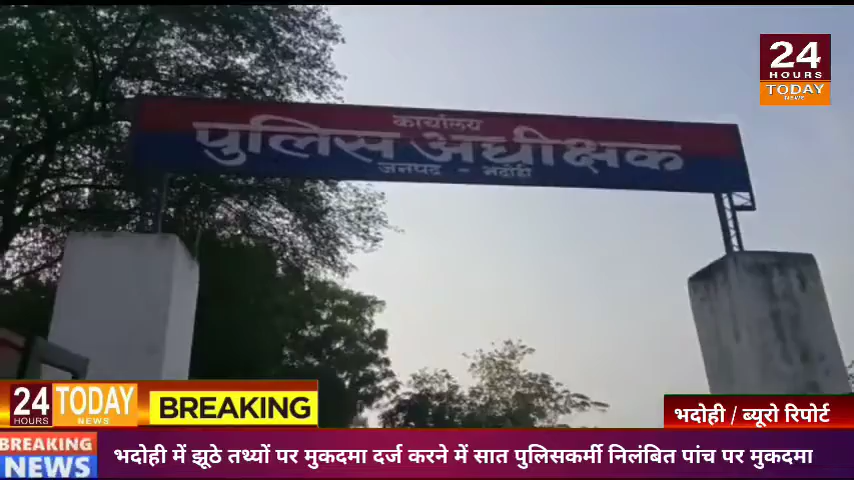 24
HOURS
TODAY
NEWS
कार्यालय
पुलिस अधीक्षक
जनपद - भदोही
24 TODAY
HOURS NEWS
BREAKING
भदोही / ब्यूरो रिपोर्ट
BREAKING
NEWS
भदोही में झूठे तथ्यों पर मुकदमा दर्ज करने में सात पुलिसकर्मी निलंबित पांच पर मुकदमा